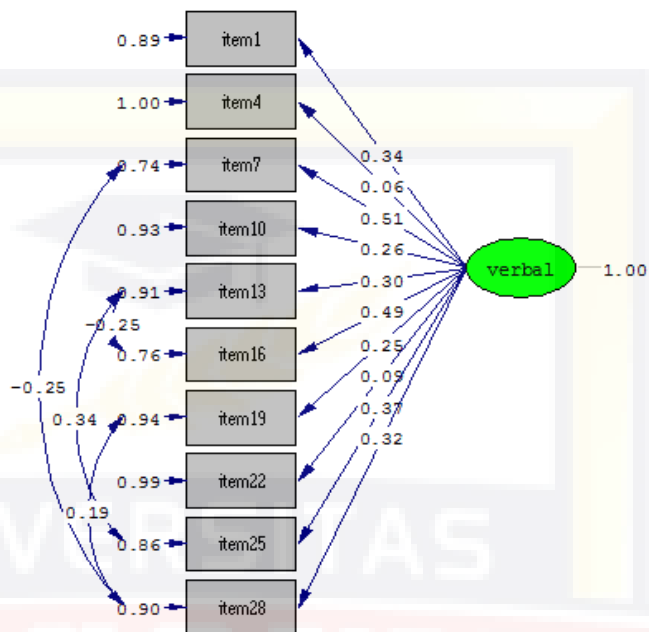 0.89 item1
1.00 item4
0.34
0.74 item7
0.06
0.51
0.93 item10
0.26
verbal 1.00
0.91 item13
0.30
-0.25
0.49
0.76 item16
0.25
-0.25
0.09
0.34 0.94 item19
0.37
0.32
0.99 item22
0.19
0.86 item25
VERSITAS
0.90 item28